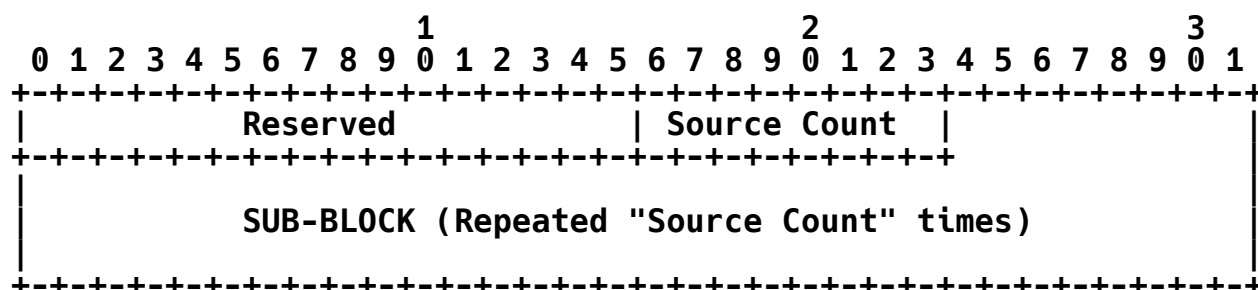 1                   2                   3
 0 1 2 3 4 5 6 7 8 9 0 1 2 3 4 5 6 7 8 9 0 1 2 3 4 5 6 7 8 9 0 1
+-+-+-+-+-+-+-+-+-+-+-+-+-+-+-+-+-+-+-+-+-+-+-+-+-+-+-+-+-+-+-+-+
|           Reserved            | Source Count  |               |
+-+-+-+-+-+-+-+-+-+-+-+-+-+-+-+-+-+-+-+-+-+-+-+-+               |
|                                                               |
|           SUB-BLOCK (Repeated "Source Count" times)           |
|                                                               |
+-+-+-+-+-+-+-+-+-+-+-+-+-+-+-+-+-+-+-+-+-+-+-+-+-+-+-+-+-+-+-+-+